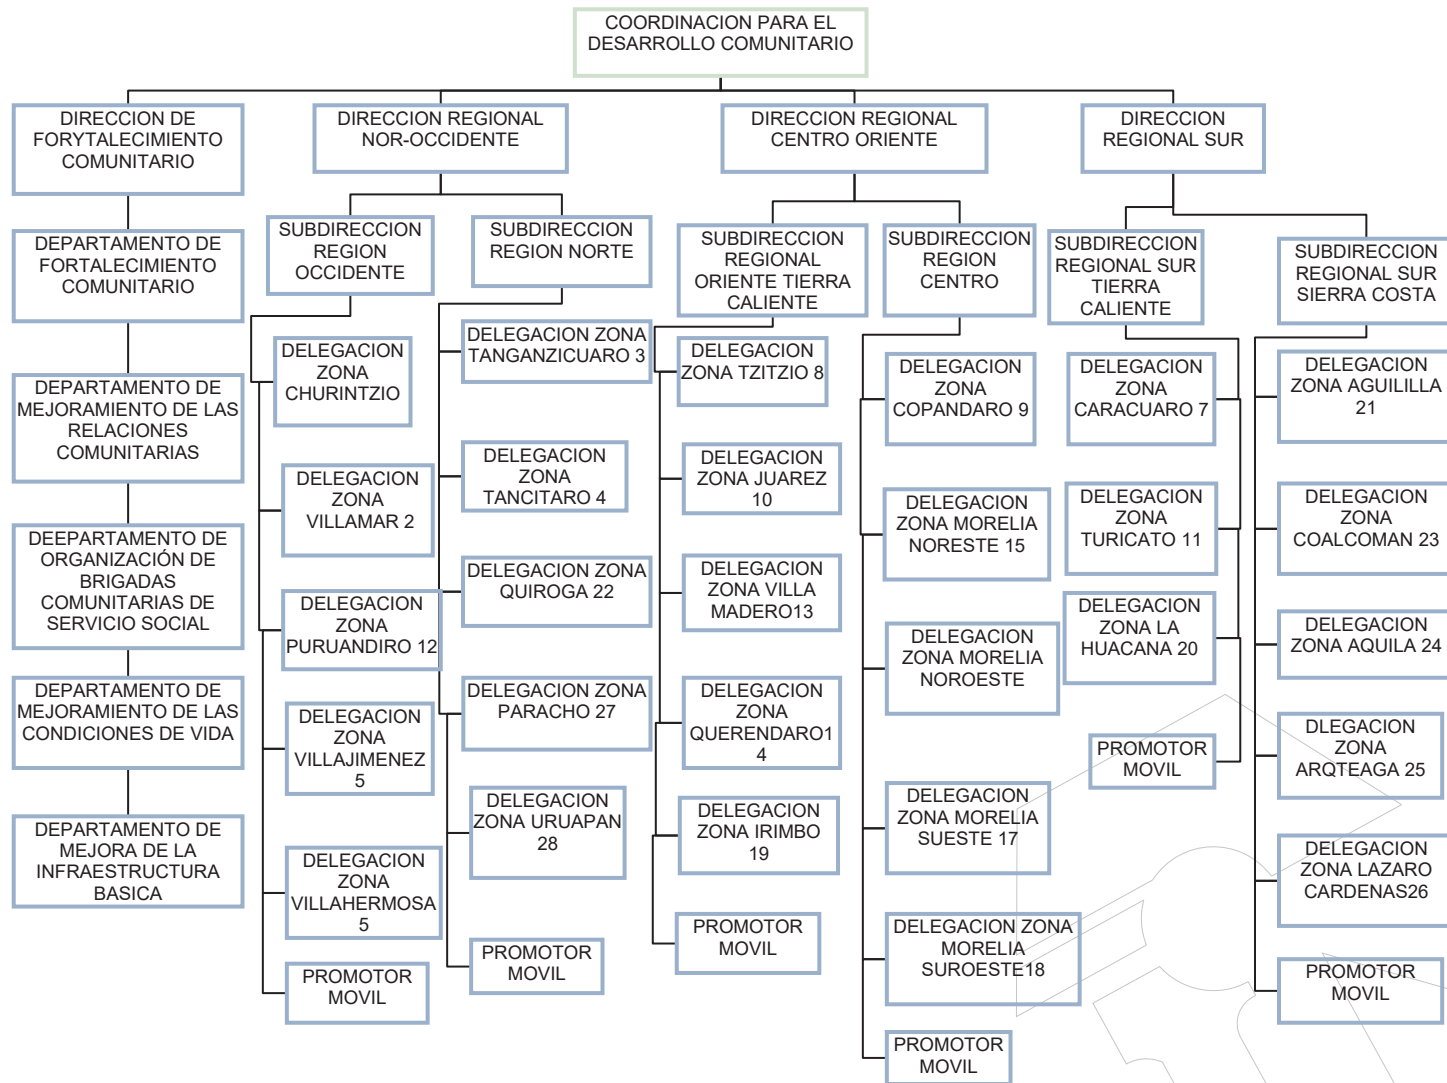 COORDINACION PARA EL
DESARROLLO COMUNITARIO
DIRECCION DE
FORYTALECIMIENTO
COMUNITARIO
DIRECCION REGIONAL
NOR-OCCIDENTE
DIRECCION REGIONAL
CENTRO ORIENTE
DIRECCION
REGIONAL SUR
DEPARTAMENTO DE
FORTALECIMIENTO
COMUNITARIO
DEPARTAMENTO DE
MEJORAMIENTO DE LAS
RELACIONES
COMUNITARIAS
DEEPARTAMENTO DE
ORGANIZACIÓN DE
BRIGADAS
COMUNITARIAS DE
SERVICIO SOCIAL
DEPARTAMENTO DE
MEJORAMIENTO DE LAS
CONDICIONES DE VIDA
DEPARTAMENTO DE
MEJORA DE LA
INFRAESTRUCTURA
BASICA
SUBDIRECCION
REGION
OCCIDENTE
DELEGACION
ZONA
CHURINTZIO
DELEGACION
ZONA
VILLAMAR 2
DELEGACION
ZONA
PURUANDIRO 12
DELEGACION
ZONA
VILLAJIMENEZ
5
DELEGACION
ZONA
VILLAHERMOSA
5
PROMOTOR
MOVIL
SUBDIRECCION
REGION NORTE
DELEGACION ZONA
TANGANZICUARO 3
DELEGACION
ZONA
TANCITARO 4
DELEGACION ZONA
QUIROGA 22
DELEGACION ZONA
PARACHO 27
DELEGACION
ZONA URUAPAN
28
PROMOTOR
MOVIL
SUBDIRECCION
REGIONAL
ORIENTE TIERRA
CALIENTE
DELEGACION
ZONA TZITZIO 8
DELEGACION
ZONA JUAREZ
10
DELEGACION
ZONA VILLA
MADERO13
DELEGACION
ZONA
QUERENDARO1
4
DELEGACION
ZONA IRIMBO
19
PROMOTOR
MOVIL
SUBDIRECCION
REGION
CENTRO
DELEGACION
ZONA
COPANDARO 9
DELEGACION
ZONA MORELIA
NORESTE 15
DELEGACION
ZONA MORELIA
NOROESTE
DELEGACION
ZONA MORELIA
SUESTE 17
DELEGACION ZONA
MORELIA
SUROESTE18
PROMOTOR
MOVIL
SUBDIRECCION
REGIONAL SUR
TIERRA
CALIENTE
DELEGACION
ZONA
CARACUARO 7
DELEGACION
ZONA
TURICATO 11
DELEGACION
ZONA LA
HUACANA 20
PROMOTOR
MOVIL
SUBDIRECCION
REGIONAL SUR
SIERRA COSTA
DELEGACION
ZONA AGUILILLA
21
DELEGACION
ZONA
COALCOMAN 23
DELEGACION
ZONA AQUILA 24
DLEGACION
ZONA
ARQTEAGA 25
DELEGACION
ZONA LAZARO
CARDENAS26
PROMOTOR
MOVIL